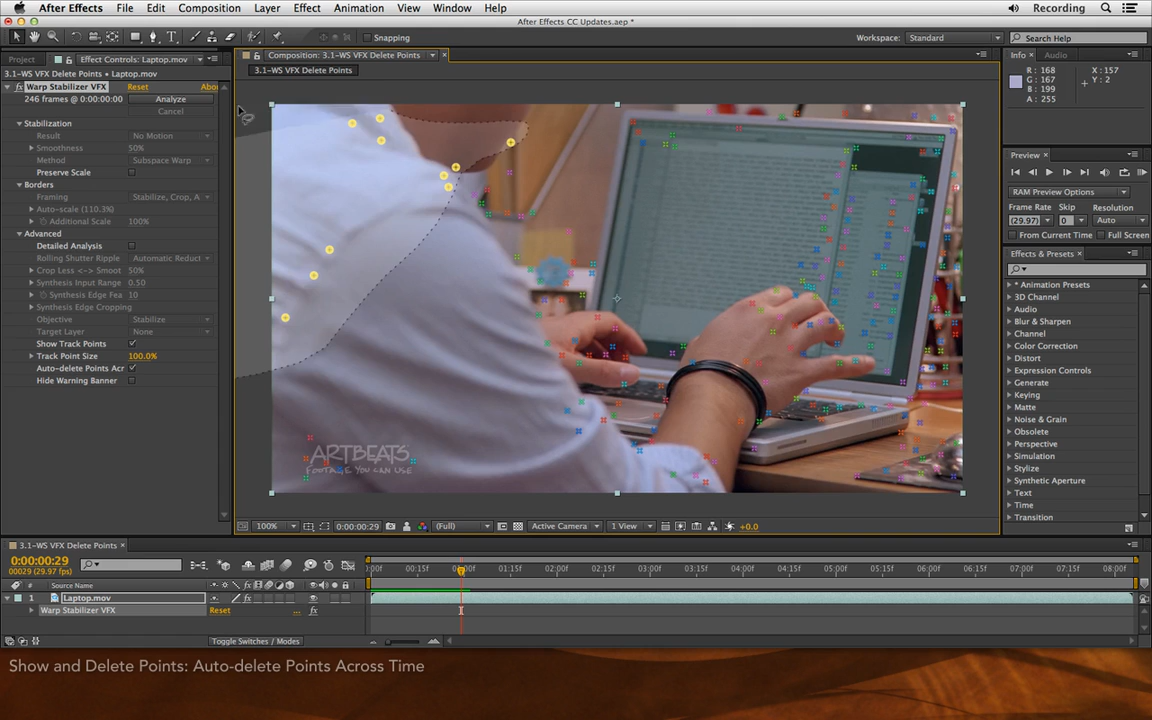 After Effects File Edit Composition Layer Effect Animation View Window Help Recording
After Effects CC Updates.aep *
Snapping Workspace: Standard Search Help
Project Effect Controls: Laptop.mov
3.1-WS VFX Delete Points • Laptop.mov
fx Warp Stabilizer VFX Reset Abou
246 frames @ 0:00:00:00 Analyze
Cancel
Stabilization
Result No Motion
Smoothness 50%
Method Subspace Warp
Preserve Scale
Borders
Framing Stabilize, Crop, A
Auto-scale (110.3%)
Additional Scale 100%
Advanced
Detailed Analysis
Rolling Shutter Ripple Automatic Reduct
Crop Less <-> Smoot 50%
Synthesis Input Range 0.50
Synthesis Edge Fea 10
Synthesis Edge Cropping
Objective Stabilize
Target Layer None
Show Track Points
Track Point Size 100.0%
Auto-delete Points Acr
Hide Warning Banner
Composition: 3.1-WS VFX Delete Points
3.1-WS VFX Delete Points
ARTBEATS
FOOTAGE YOU CAN USE
100% 0:00:00:29 (Full) Active Camera 1 View +0.0
Info Audio
R : 168 X : 157
G : 167 Y : 2
B : 199
A : 255
Preview
RAM Preview Options
Frame Rate Skip Resolution
(29.97) 0 Auto
From Current Time Full Screen
Effects & Presets
* Animation Presets
3D Channel
Audio
Blur & Sharpen
Channel
Color Correction
Distort
Expression Controls
Generate
Keying
Matte
Noise & Grain
Obsolete
Perspective
Simulation
Stylize
Synthetic Aperture
Text
Time
Transition
3.1-WS VFX Delete Points
0:00:00:29
00029 (29.97 fps)
:00f 00:15f 01:15f 02:00f 02:15f 03:00f 03:15f 04:00f 04:15f 05:00f 05:15f 06:00f 06:15f 07:00f 07:15f 08:00f
# Source Name
1 Laptop.mov
Warp Stabilizer VFX Reset ...
Toggle Switches / Modes
Show and Delete Points: Auto-delete Points Across Time